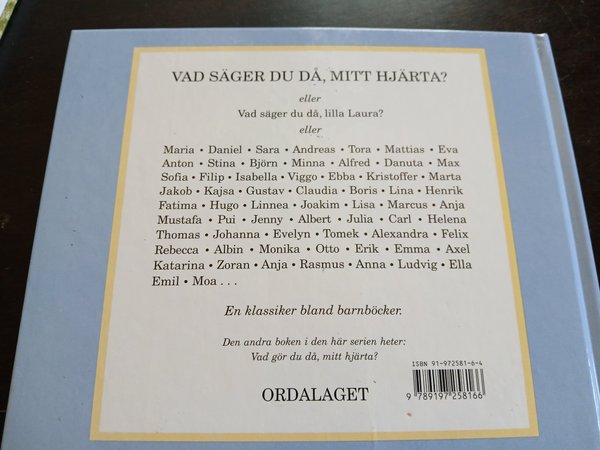 VAD SÄGER DU DÅ, MITT HJÄRTA?
eller
Vad säger du då, lilla Laura?
eller
Maria • Daniel • Sara • Andreas • Tora • Mattias • Eva
Anton • Stina • Björn • Minna • Alfred • Danuta • Max
Sofia • Filip • Isabella • Viggo • Ebba • Kristoffer • Marta
Jakob • Kajsa • Gustav • Claudia • Boris • Lina • Henrik
Fatima • Hugo • Linnea • Joakim • Lisa • Marcus • Anja
Mustafa • Pui • Jenny • Albert • Julia • Carl • Helena
Thomas • Johanna • Evelyn • Tomek • Alexandra • Felix
Rebecca • Albin • Monika • Otto • Erik • Emma • Axel
Katarina • Zoran • Anja • Rasmus • Anna • Ludvig • Ella
Emil • Moa . . .
En klassiker bland barnböcker.
Den andra boken i den här serien heter:
Vad gör du då, mitt hjärta?
ORDALAGET
ISBN 91-972581-6-4
9 789197 258166